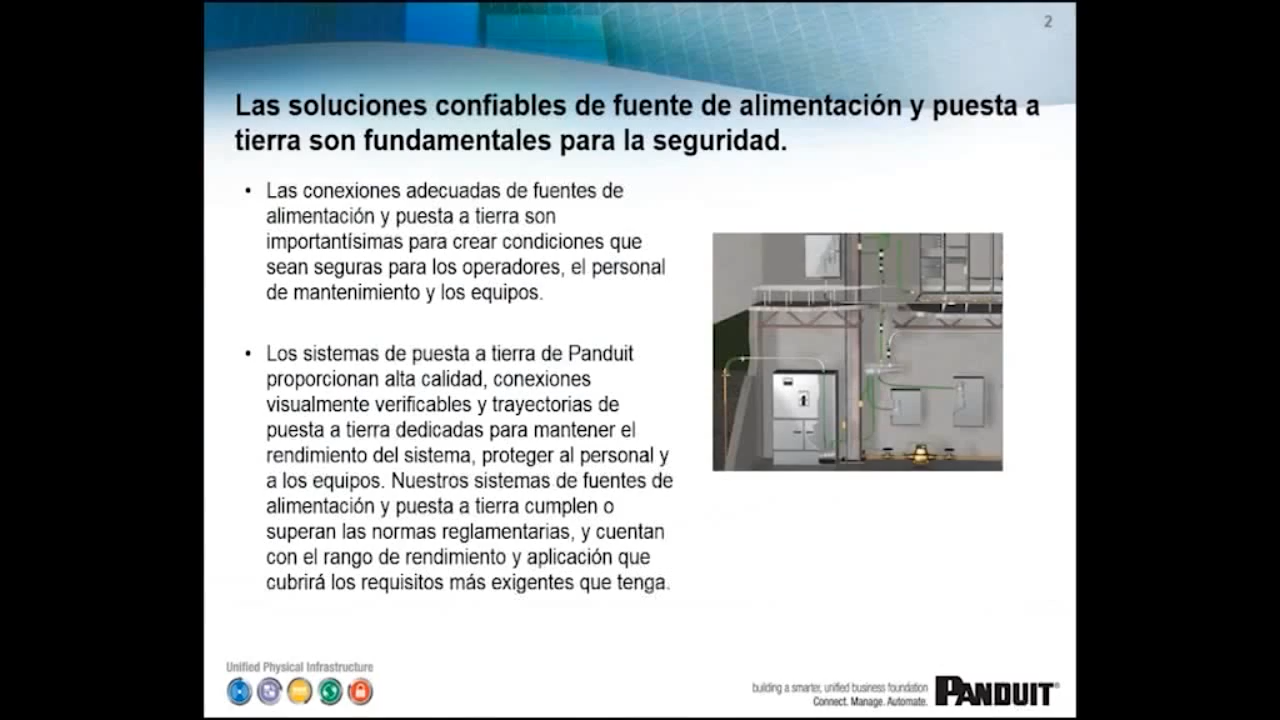 2
Las soluciones confiables de fuente de alimentación y puesta a
tierra son fundamentales para la seguridad.
• Las conexiones adecuadas de fuentes de
alimentación y puesta a tierra son
importantísimas para crear condiciones que
sean seguras para los operadores, el personal
de mantenimiento y los equipos.
• Los sistemas de puesta a tierra de Panduit
proporcionan alta calidad, conexiones
visualmente verificables y trayectorias de
puesta a tierra dedicadas para mantener el
rendimiento del sistema, proteger al personal y
a los equipos. Nuestros sistemas de fuentes de
alimentación y puesta a tierra cumplen o
superan las normas reglamentarias, y cuentan
con el rango de rendimiento y aplicación que
cubrirá los requisitos más exigentes que tenga.
Unified Physical Infrastructure
building a smarter, unified business foundation
Connect. Manage. Automate.
PANDUIT®